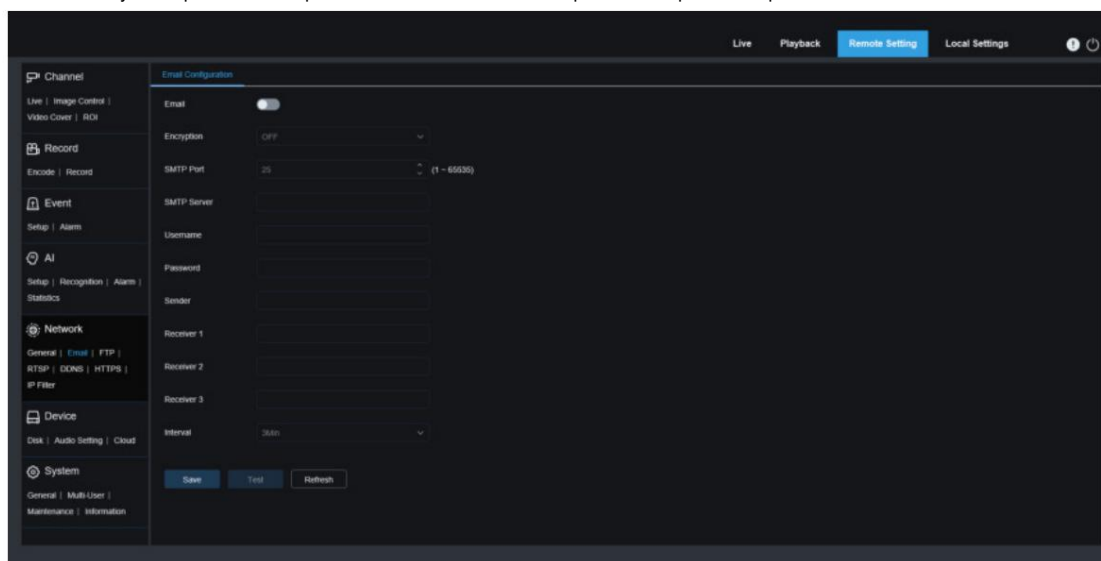 Live Playback Remote Setting Local Settings
Channel
Live | Image Control |
Video Cover | ROI
Record
Encode | Record
Event
Setup | Alarm
AI
Setup | Recognition | Alarm |
Statistics
Network
General | Email | FTP |
RTSP | DDNS | HTTPS |
IP Filter
Device
Disk | Audio Setting | Cloud
System
General | Multi-User |
Maintenance | Information
Email Configuration
Email
Encryption OFF
SMTP Port 25 (1 ~ 65535)
SMTP Server
Username
Password
Sender
Receiver 1
Receiver 2
Receiver 3
Interval 3Min
Save Test Refresh